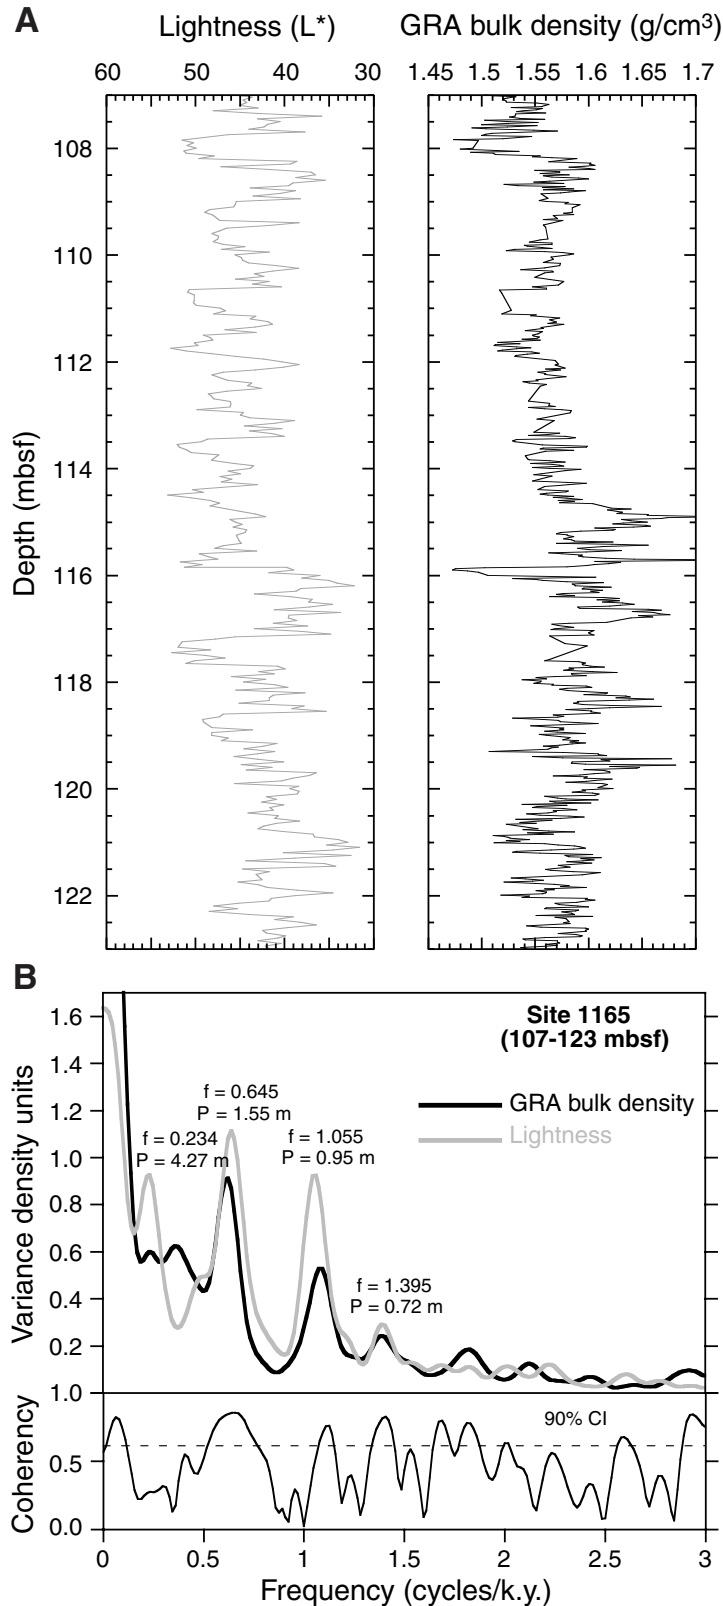 A
Lightness (L*)
GRA bulk density (g/cm3)
60 50 40 30
1.45 1.5 1.55 1.6 1.65 1.7
Depth (mbsf)
108
110
112
114
116
118
120
122
B
Variance density units
1.6
1.4
1.2
1.0
0.8
0.6
0.4
0.2
Site 1165
(107-123 mbsf)
GRA bulk density
Lightness
f = 0.645
P = 1.55 m
f = 0.234
P = 4.27 m
f = 1.055
P = 0.95 m
f = 1.395
P = 0.72 m
Coherency
1.0
0.5
0.0
90% CI
0 0.5 1 1.5 2 2.5 3
Frequency (cycles/k.y.)